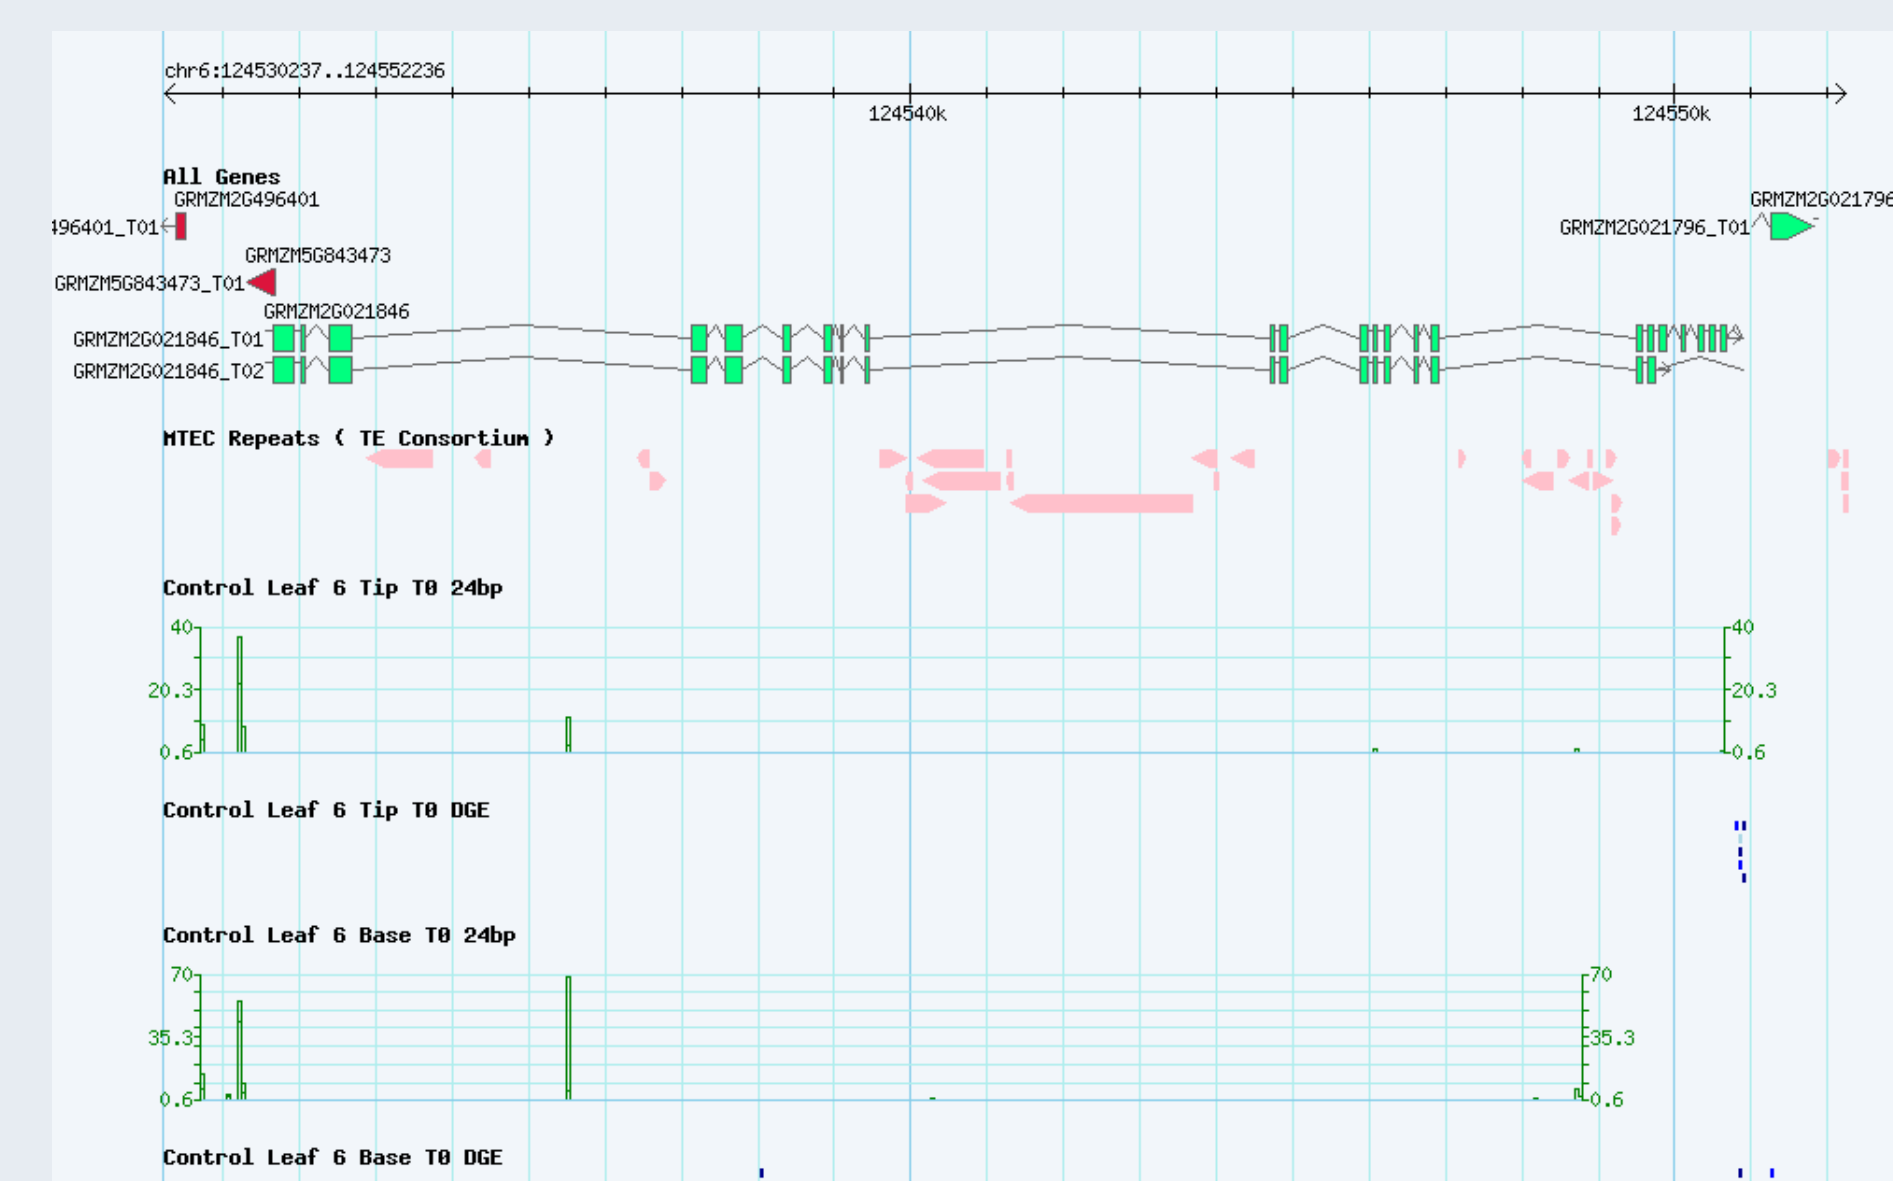 chr6:124530237..124552236
124540k 124550k
All Genes
GRMZM2G496401 GRMZM2G021796
496401_T01 GRMZM2G021796_T01
GRMZM5G843473
GRMZM5G843473_T01
GRMZM2G021846
GRMZM2G021846_T01
GRMZM2G021846_T02
MTEC Repeats ( TE Consortium )
Control Leaf 6 Tip T0 24bp
40 40
20.3 20.3
0.6 0.6
Control Leaf 6 Tip T0 DGE
Control Leaf 6 Base T0 24bp
70 70
35.3 35.3
0.6 0.6
Control Leaf 6 Base T0 DGE